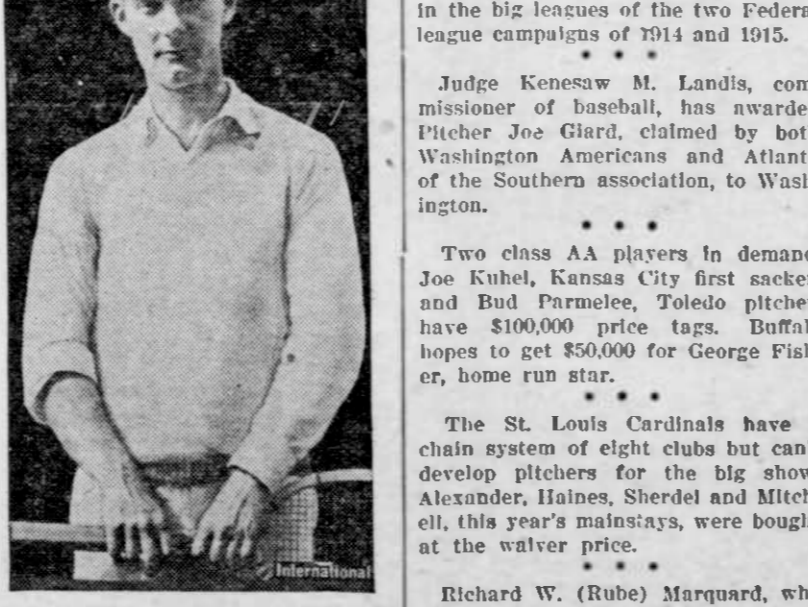 International
in the big leagues of the two Federa
league campaigns of 1914 and 1915.
* * *
Judge Kenesaw M. Landis, com
missioner of baseball, has awarde
Pitcher Joe Giard, claimed by bot
Washington Americans and Atlant
of the Southern association, to Wash
ington.
* * *
Two class AA players in demand
Joe Kuhel, Kansas City first sacke
and Bud Parmelee, Toledo pitche
have $100,000 price tags. Buffal
hopes to get $50,000 for George Fish
er, home run star.
* * *
The St. Louis Cardinals have
chain system of eight clubs but can
develop pitchers for the big show
Alexander, Haines, Sherdel and Mitch
ell, this year's mainstays, were bough
at the waiver price.
* * *
Richard W. (Rube) Marquard, wh